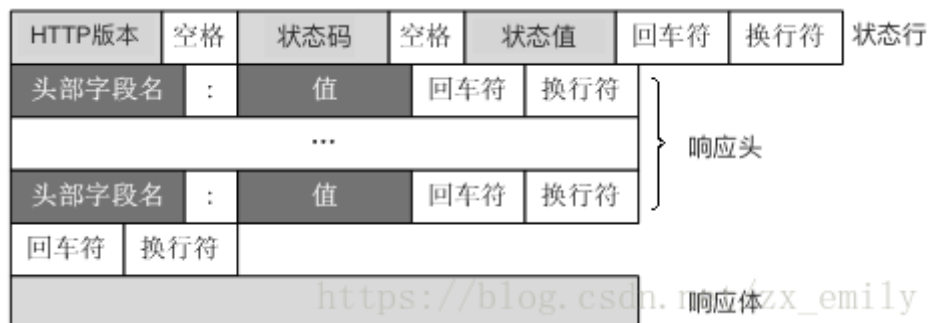 HTTP版本 空格 状态码 空格 状态值 回车符 换行符 状态行
头部字段名 : 值 回车符 换行符
...
响应头
头部字段名 : 值 回车符 换行符
回车符 换行符
响应体
https://blog.csdn.net/zx_emily